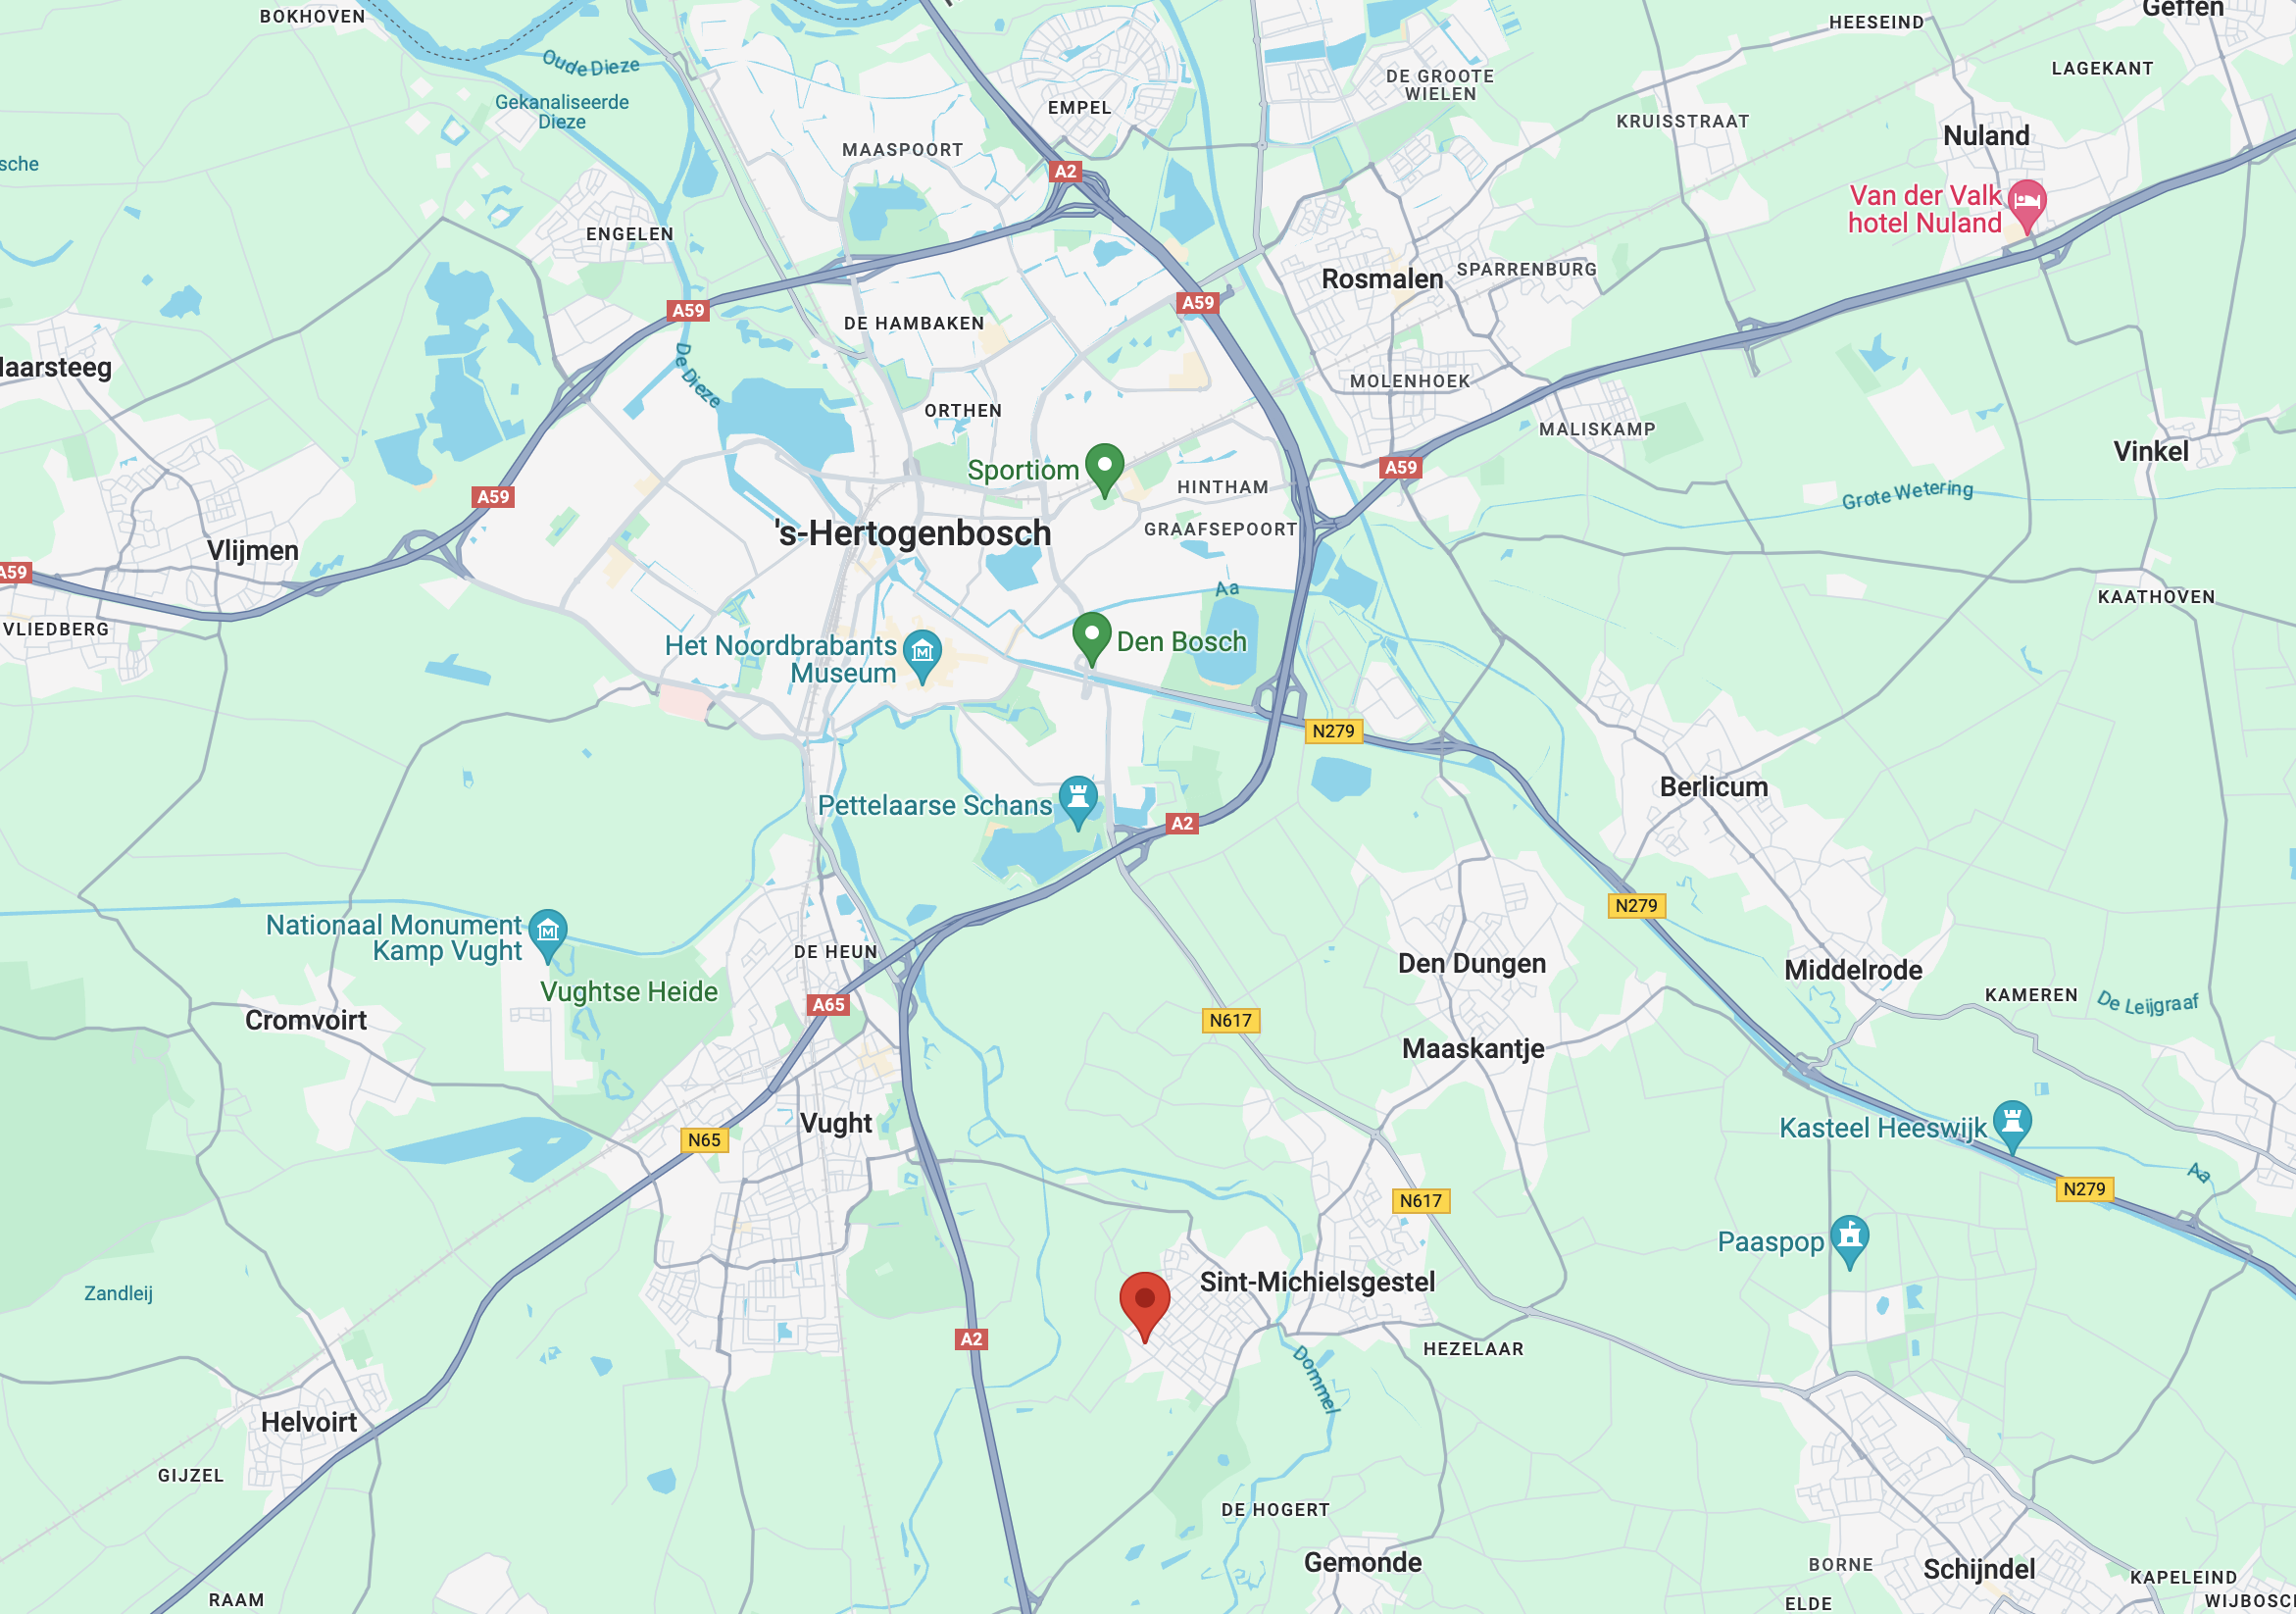 BOKHOVEN
HEESEIND
Geffen
Oude Dieze
LAGEKANT
DE GROOTE
WIELEN
Gekanaliseerde
Dieze
EMPEL
KRUISSTRAAT
Nuland
MAASPOORT
sche
A2
Van der Valk
hotel Nuland
ENGELEN
Rosmalen
SPARRENBURG
A59
A59
DE HAMBAKEN
De Dieze
Haarsteeg
MOLENHOEK
ORTHEN
MALISKAMP
Vinkel
Sportiom
A59
HINTHAM
A59
Grote Wetering
's-Hertogenbosch
GRAAFSEPOORT
Vlijmen
A59
Aa
KAATHOVEN
VLIEDBERG
Het Noordbrabants
Museum
Den Bosch
N279
Berlicum
Pettelaarse Schans
A2
N279
Nationaal Monument
Kamp Vught
DE HEUN
Den Dungen
Middelrode
Vughtse Heide
KAMEREN
A65
De Leijgraaf
Cromvoirt
N617
Maaskantje
Vught
Kasteel Heeswijk
N65
Aa
N279
N617
Paaspop
Zandleij
Sint-Michielsgestel
A2
HEZELAAR
Dommel
Helvoirt
GIJZEL
DE HOGERT
Gemonde
BORNE
Schijndel
KAPELEIND
RAAM
ELDE
WIJBOSC